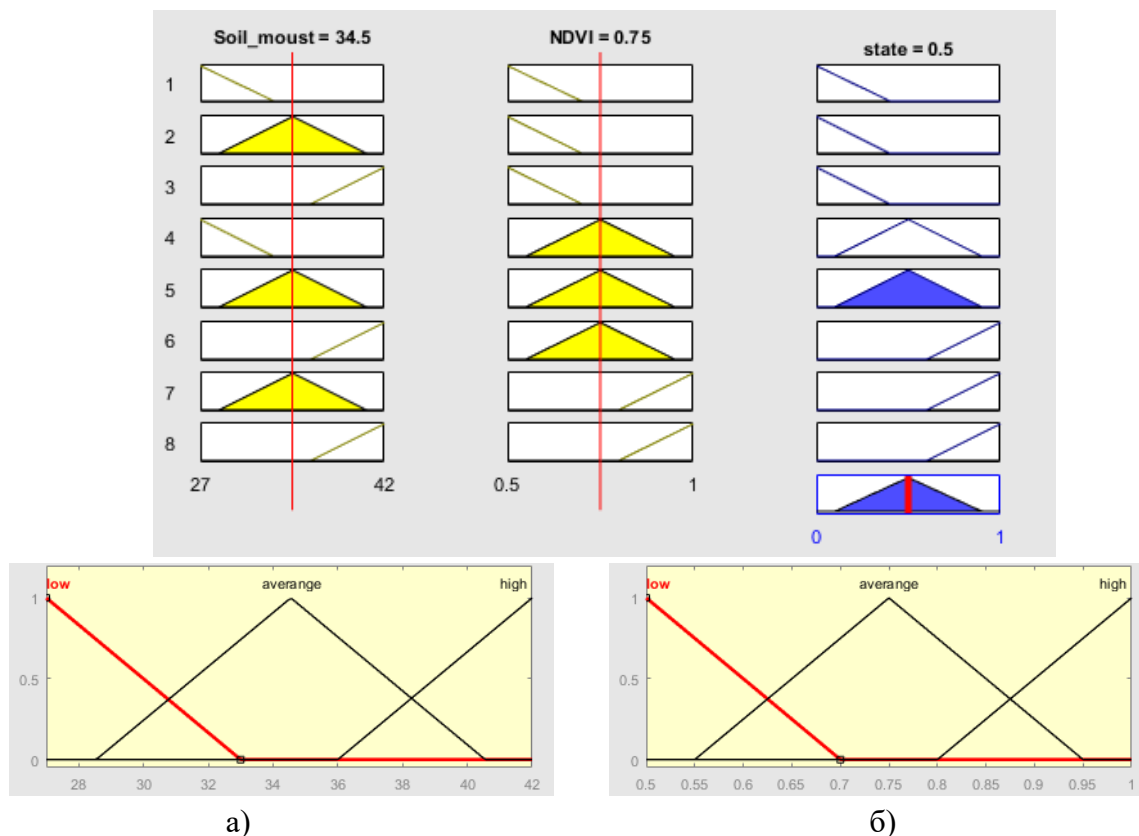 Soil_moust = 34.5 NDVI = 0.75 state = 0.5
1
2
3
4
5
6
7
8
27 42 0.5 1
0 1
low averange high low averange high
1 1
0.5 0.5
0 0
28 30 32 34 36 38 40 42 0.5 0.55 0.6 0.65 0.7 0.75 0.8 0.85 0.9 0.95 1
а) б)